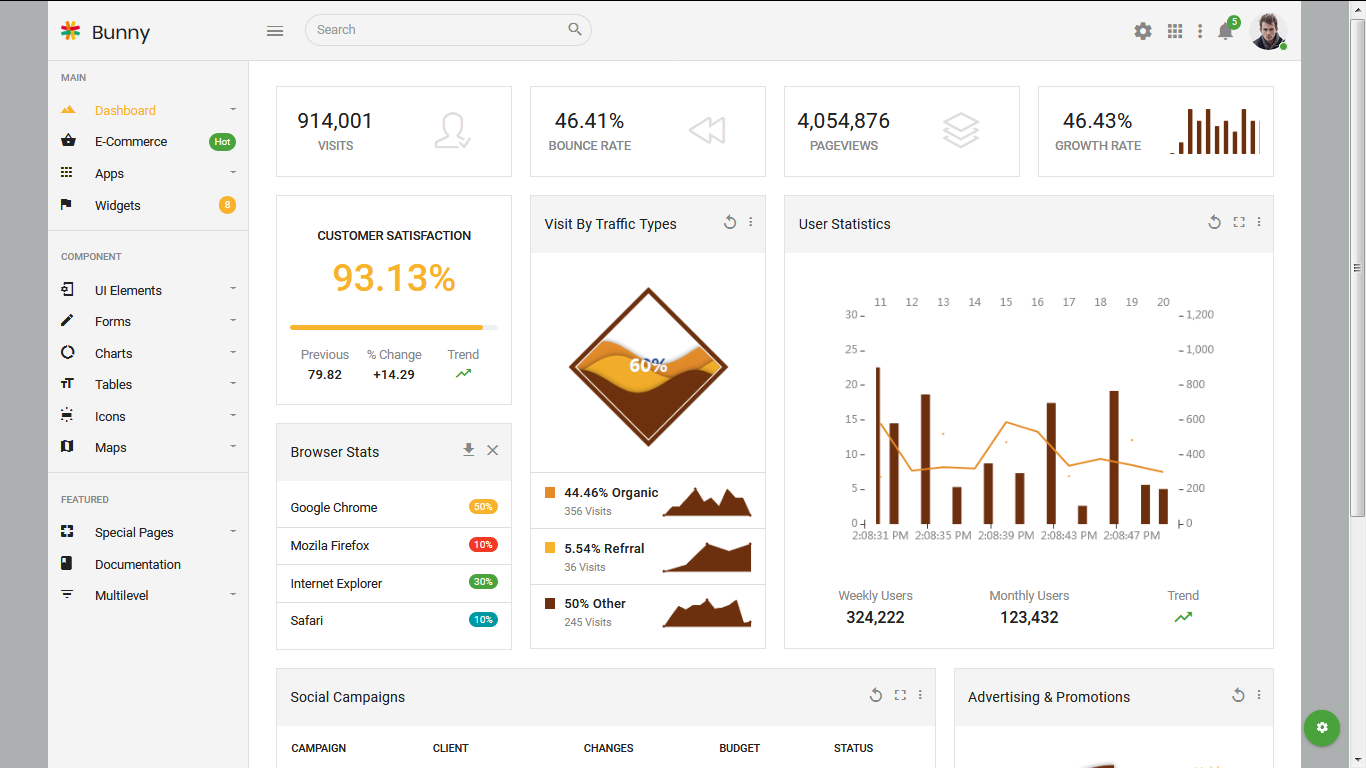 Bunny
Search
5
MAIN
Dashboard
E-Commerce Hot
Apps
Widgets 8
COMPONENT
UI Elements
Forms
Charts
Tables
Icons
Maps
FEATURED
Special Pages
Documentation
Multilevel
914,001
VISITS
46.41%
BOUNCE RATE
4,054,876
PAGEVIEWS
46.43%
GROWTH RATE
CUSTOMER SATISFACTION
93.13%
Previous % Change Trend
79.82 +14.29
Browser Stats
Google Chrome 50%
Mozila Firefox 10%
Internet Explorer 30%
Safari 10%
Visit By Traffic Types
60%
44.46% Organic
356 Visits
5.54% Refrral
36 Visits
50% Other
245 Visits
User Statistics
11 12 13 14 15 16 17 18 19 20
30 1,200
25 1,000
20 800
15 600
10 400
5 200
0 0
2:08:31 PM 2:08:35 PM 2:08:39 PM 2:08:43 PM 2:08:47 PM
Weekly Users Monthly Users Trend
324,222 123,432
Social Campaigns
CAMPAIGN CLIENT CHANGES BUDGET STATUS
Advertising & Promotions